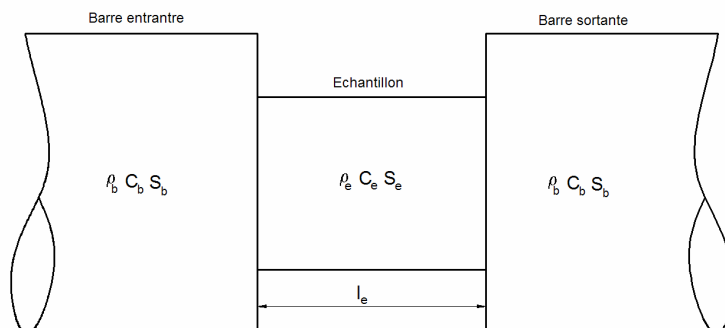 Barre entrantre
Barre sortante
Echantillon
ρb Cb Sb
ρe Ce Se
ρb Cb Sb
le